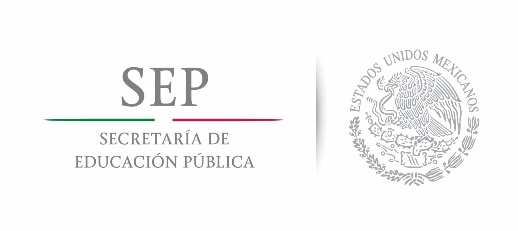 SEP
SECRETARÍA DE
EDUCACIÓN PÚBLICA
ESTADOS UNIDOS MEXICANOS